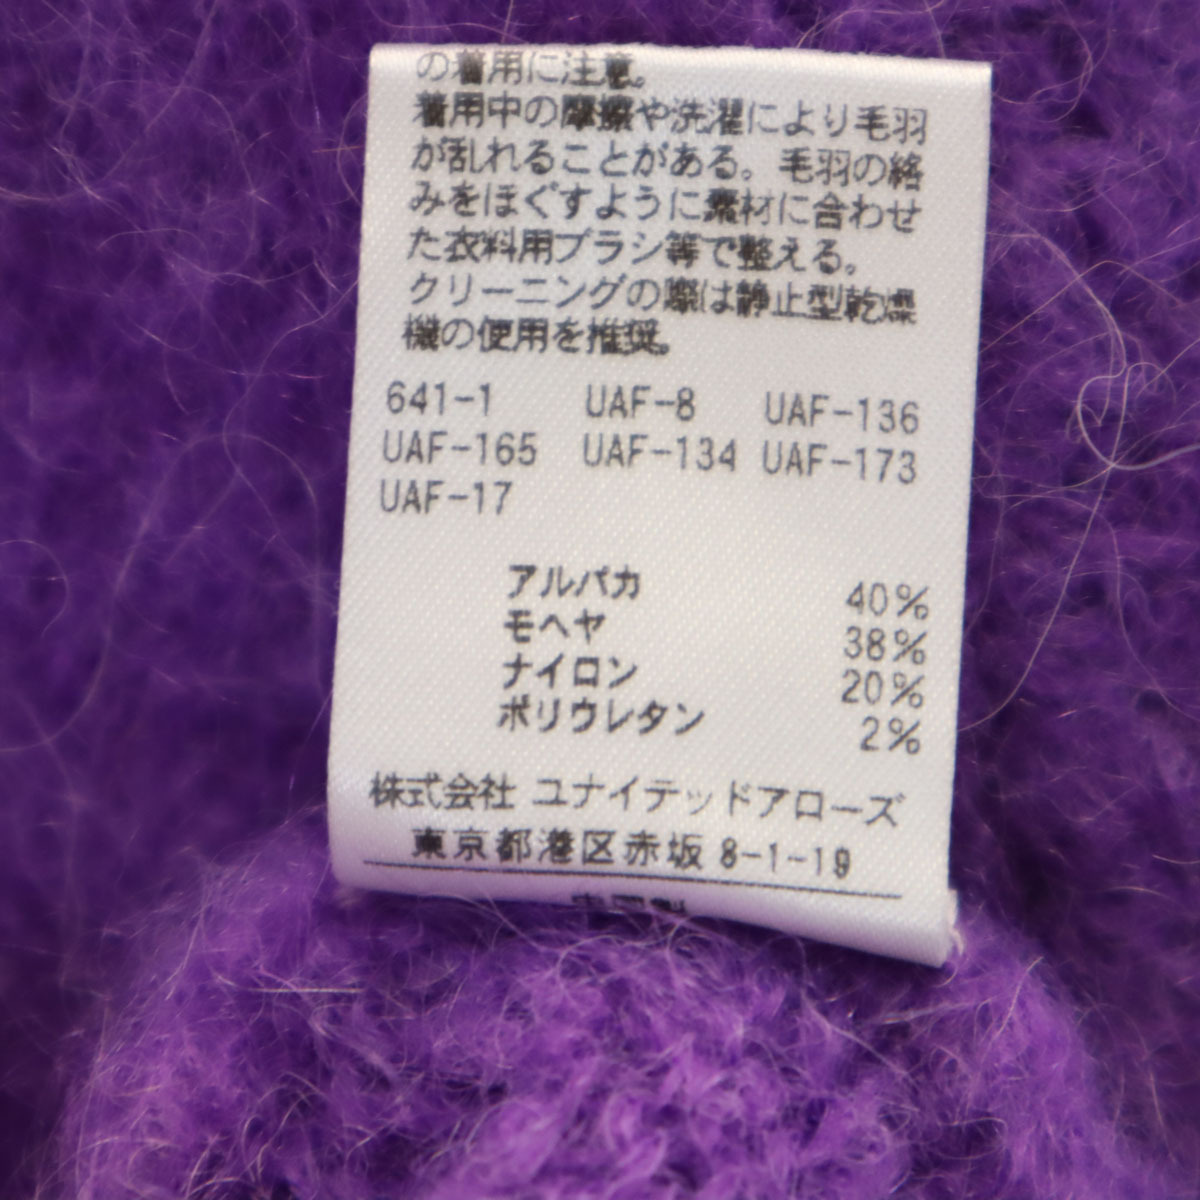 の着用に注意。
着用中の摩擦や洗濯により毛羽
が乱れることがある。毛羽の絡
みをほぐすように素材に合わせ
た衣料用ブラシ等で整える。
クリーニングの際は静止型乾燥
機の使用を推奨。
641-1 UAF-8 UAF-136
UAF-165 UAF-134 UAF-173
UAF-17
アルパカ 40%
モヘヤ 38%
ナイロン 20%
ポリウレタン 2%
株式会社 ユナイテッドアローズ
東京都港区赤坂 8-1-19
中国製